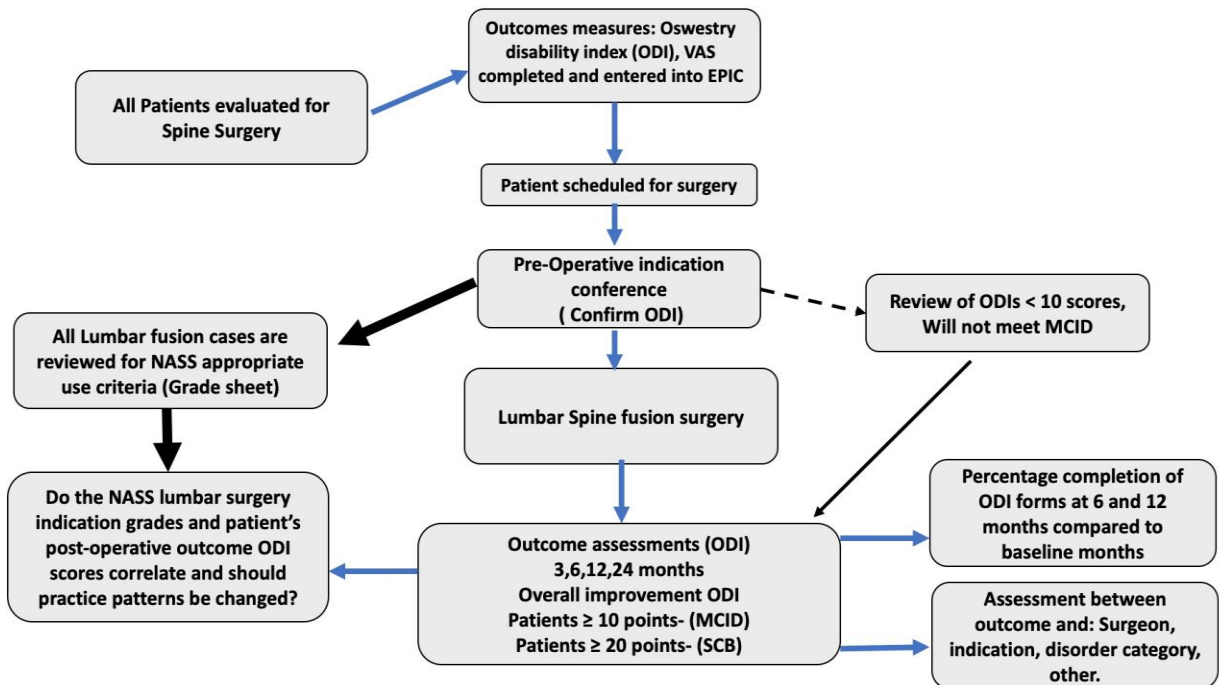 Outcomes measures: Oswestry
disability index (ODI), VAS
completed and entered into EPIC
All Patients evaluated for
Spine Surgery
Patient scheduled for surgery
Pre-Operative indication
conference
( Confirm ODI)
Review of ODIs < 10 scores,
Will not meet MCID
All Lumbar fusion cases are
reviewed for NASS appropriate
use criteria (Grade sheet)
Lumbar Spine fusion surgery
Do the NASS lumbar surgery
indication grades and patient’s
post-operative outcome ODI
scores correlate and should
practice patterns be changed?
Outcome assessments (ODI)
3,6,12,24 months
Overall improvement ODI
Patients ≥ 10 points- (MCID)
Patients ≥ 20 points- (SCB)
Percentage completion of
ODI forms at 6 and 12
months compared to
baseline months
Assessment between
outcome and: Surgeon,
indication, disorder category,
other.